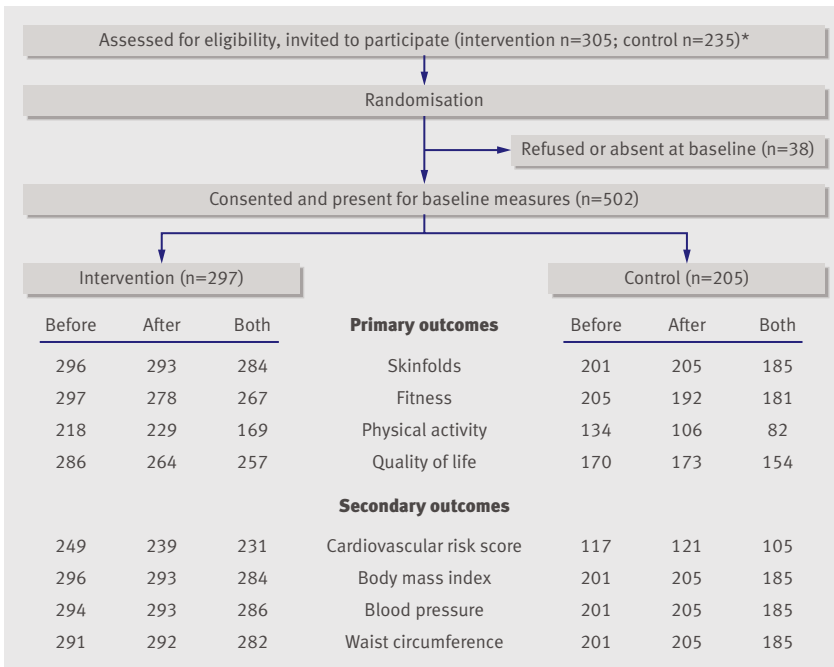 Assessed for eligibility, invited to participate (intervention n=305; control n=235)*
Randomisation
Refused or absent at baseline (n=38)
Consented and present for baseline measures (n=502)
Intervention (n=297) Control (n=205)
Before After Both Primary outcomes Before After Both
296 293 284 Skinfolds 201 205 185
297 278 267 Fitness 205 192 181
218 229 169 Physical activity 134 106 82
286 264 257 Quality of life 170 173 154
Secondary outcomes
249 239 231 Cardiovascular risk score 117 121 105
296 293 284 Body mass index 201 205 185
294 293 286 Blood pressure 201 205 185
291 292 282 Waist circumference 201 205 185